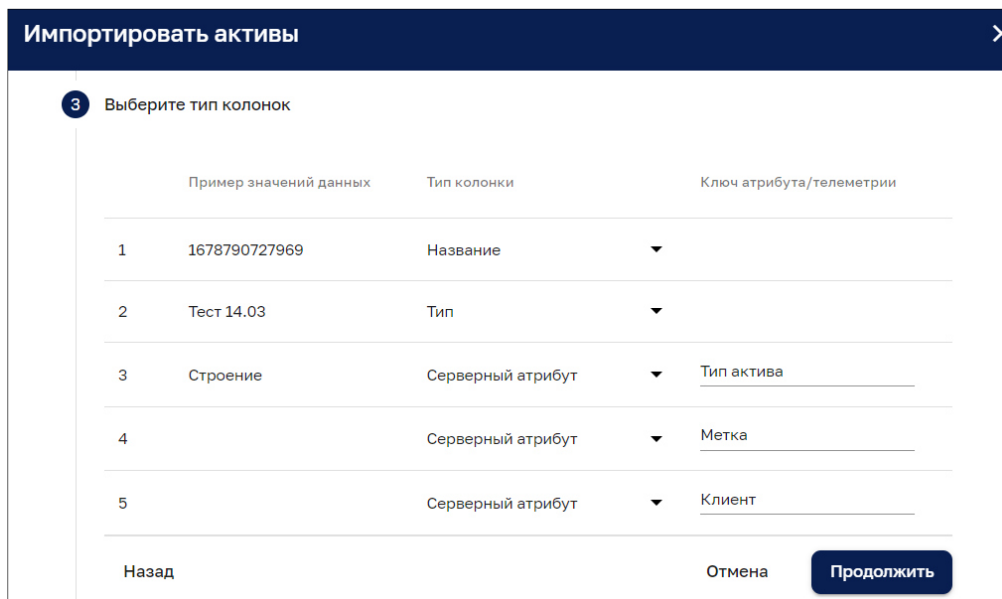 Импортировать активы
3 Выберите тип колонок
Пример значений данных Тип колонки Ключ атрибута/телеметрии
1 1678790727969 Название
2 Тест 14.03 Тип
3 Строение Серверный атрибут Тип актива
4 Серверный атрибут Метка
5 Серверный атрибут Клиент
Назад Отмена Продолжить